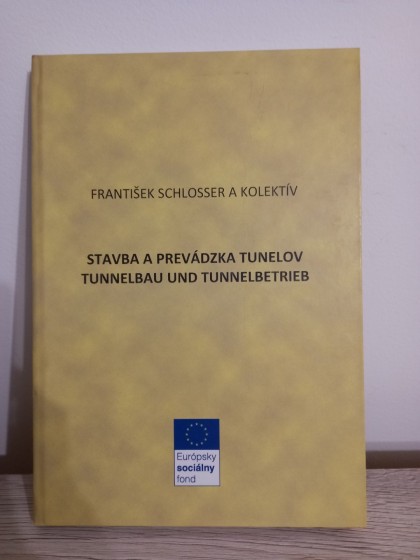 FRANTIŠEK SCHLOSSER A KOLEKTÍV
STAVBA A PREVÁDZKA TUNELOV
TUNNELBAU UND TUNNELBETRIEB
Európsky
sociálny
fond